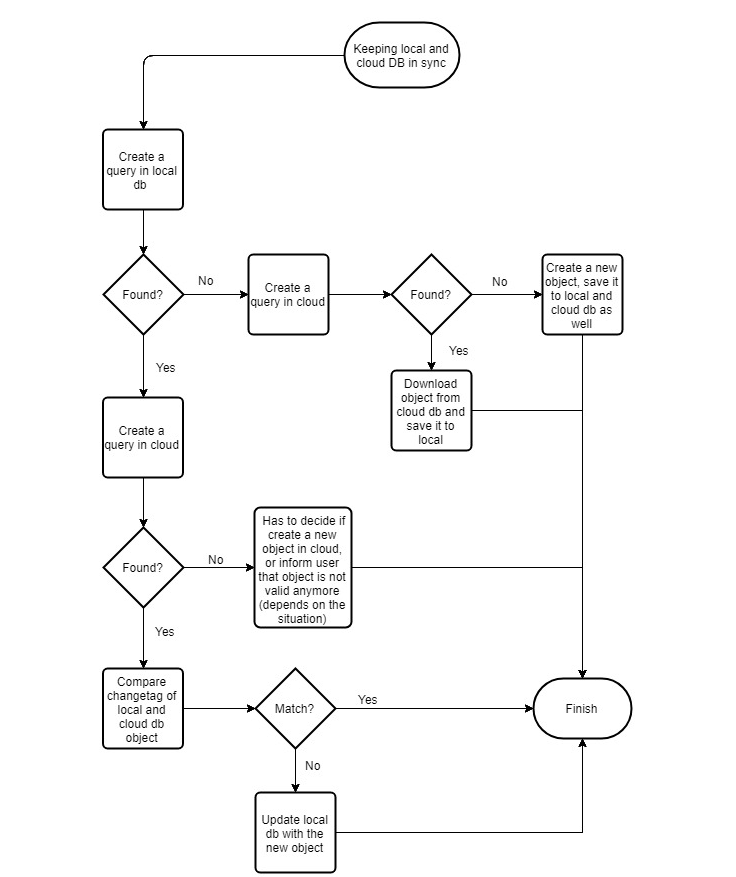 Keeping local and
cloud DB in sync
Create a
query in local
db
Found?
No
Create a
query in cloud
Found?
No
Create a new
object, save it
to local and
cloud db as
well
Yes
Download
object from
cloud db and
save it to
local
Yes
Create a
query in cloud
Found?
No
Has to decide if
create a new
object in cloud,
or inform user
that object is not
valid anymore
(depends on the
situation)
Yes
Compare
changetag of
local and
cloud db
object
Match?
Yes
Finish
No
Update local
db with the
new object